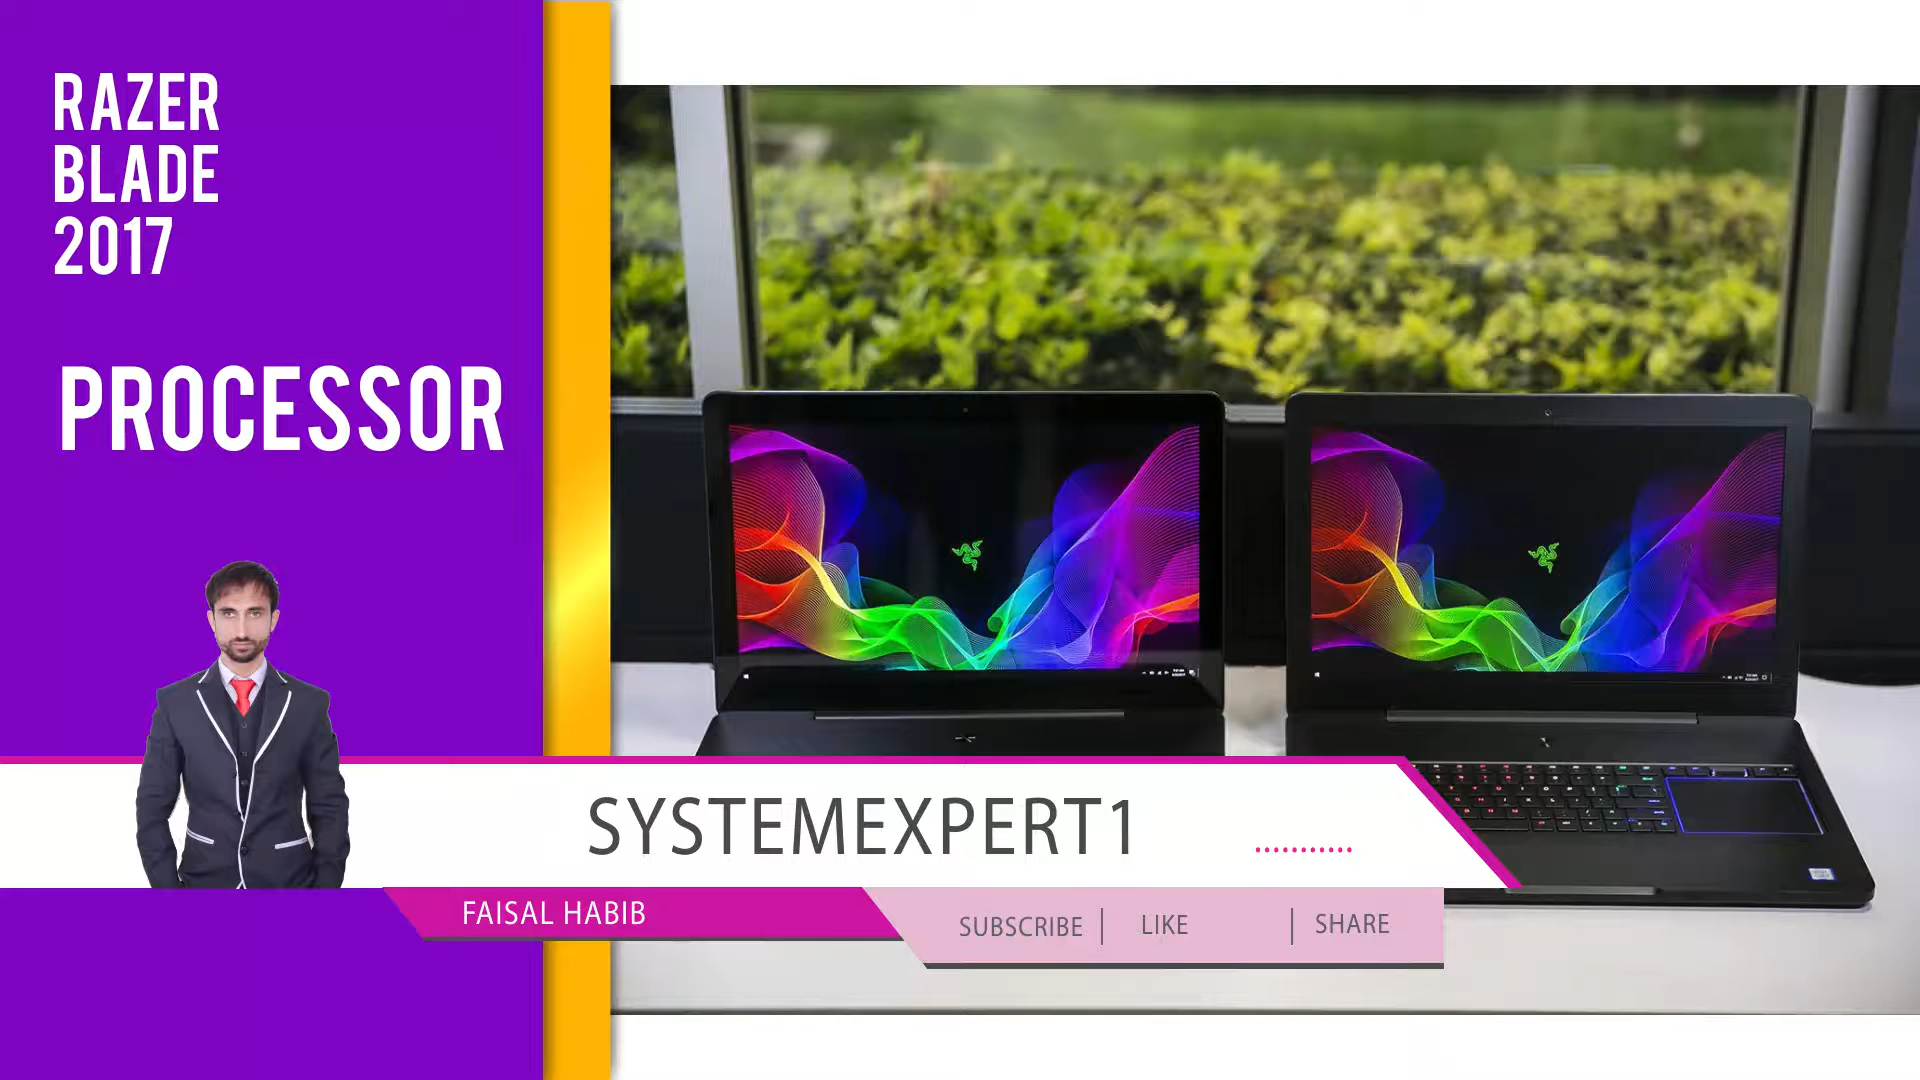 RAZER
BLADE
2017
PROCESSOR
SYSTEMEXPERT1
...........
FAISAL HABIB
SUBSCRIBE | LIKE | SHARE